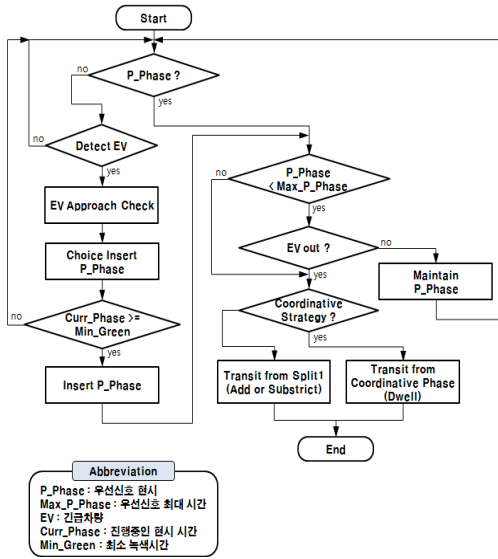 Start
P_Phase ?
no
yes
Detect EV
no
yes
EV Approach Check
Choice Insert
P_Phase
Curr_Phase >=
Min_Green
no
yes
Insert P_Phase
P_Phase
< Max_P_Phase
no
yes
EV out ?
no
yes
Maintain
P_Phase
Coordinative
Strategy ?
no
yes
Transit from Split1
(Add or Substrict)
Transit from
Coordinative Phase
(Dwell)
End
Abbreviation
P_Phase : 우선신호 현시
Max_P_Phase : 우선신호 최대 시간
EV : 긴급차량
Curr_Phase : 진행중인 현시 시간
Min_Green : 최소 녹색시간